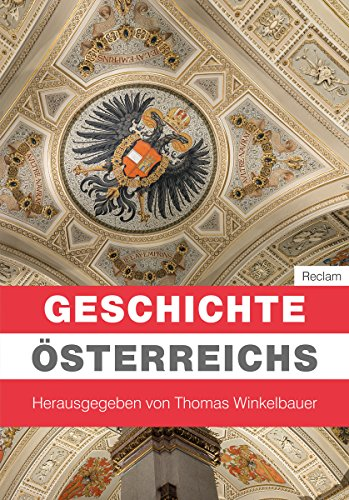 Reclam
GESCHICHTE
ÖSTERREICHS
Herausgegeben von Thomas Winkelbauer